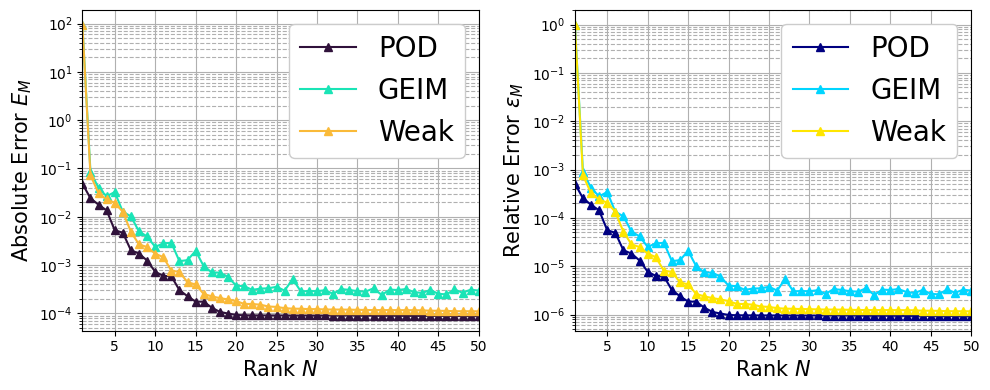 Absolute Error $E_M$
10²
10¹
10⁰
10⁻¹
10⁻²
10⁻³
10⁻⁴
POD
GEIM
Weak
5 10 15 20 25 30 35 40 45 50
Rank N
Relative Error $\varepsilon_M$
10⁰
10⁻¹
10⁻²
10⁻³
10⁻⁴
10⁻⁵
10⁻⁶
POD
GEIM
Weak
5 10 15 20 25 30 35 40 45 50
Rank N